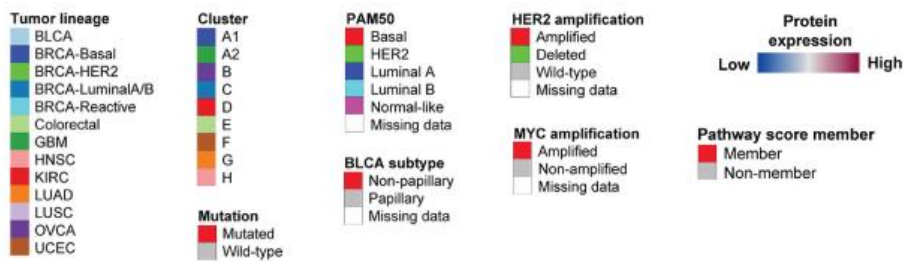 Tumor lineage
BLCA
BRCA-Basal
BRCA-HER2
BRCA-LuminalA/B
BRCA-Reactive
Colorectal
GBM
HNSC
KIRC
LUAD
LUSC
OVCA
UCEC
Cluster
A1
A2
B
C
D
E
F
G
H
Mutation
Mutated
Wild-type
PAM50
Basal
HER2
Luminal A
Luminal B
Normal-like
Missing data
BLCA subtype
Non-papillary
Papillary
Missing data
HER2 amplification
Amplified
Deleted
Wild-type
Missing data
MYC amplification
Amplified
Non-amplified
Missing data
Protein
expression
Low High
Pathway score member
Member
Non-member